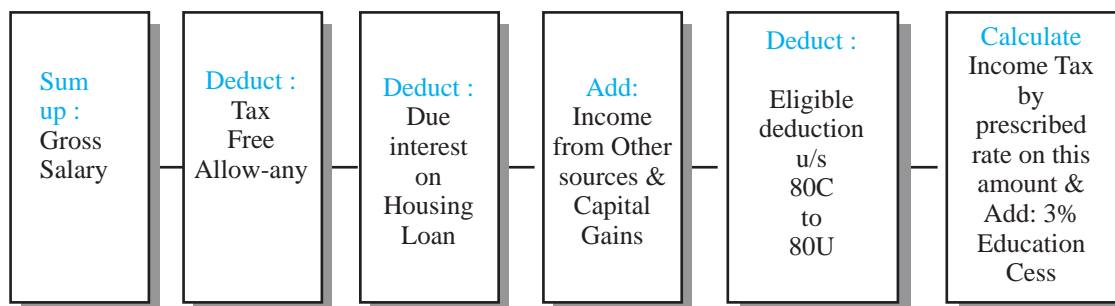 Sum
up :
Gross
Salary
Deduct :
Tax
Free
Allow-any
Deduct :
Due
interest
on
Housing
Loan
Add:
Income
from Other
sources &
Capital
Gains
Deduct :
Eligible
deduction
u/s
80C
to
80U
Calculate
Income Tax
by
prescribed
rate on this
amount &
Add: 3%
Education
Cess